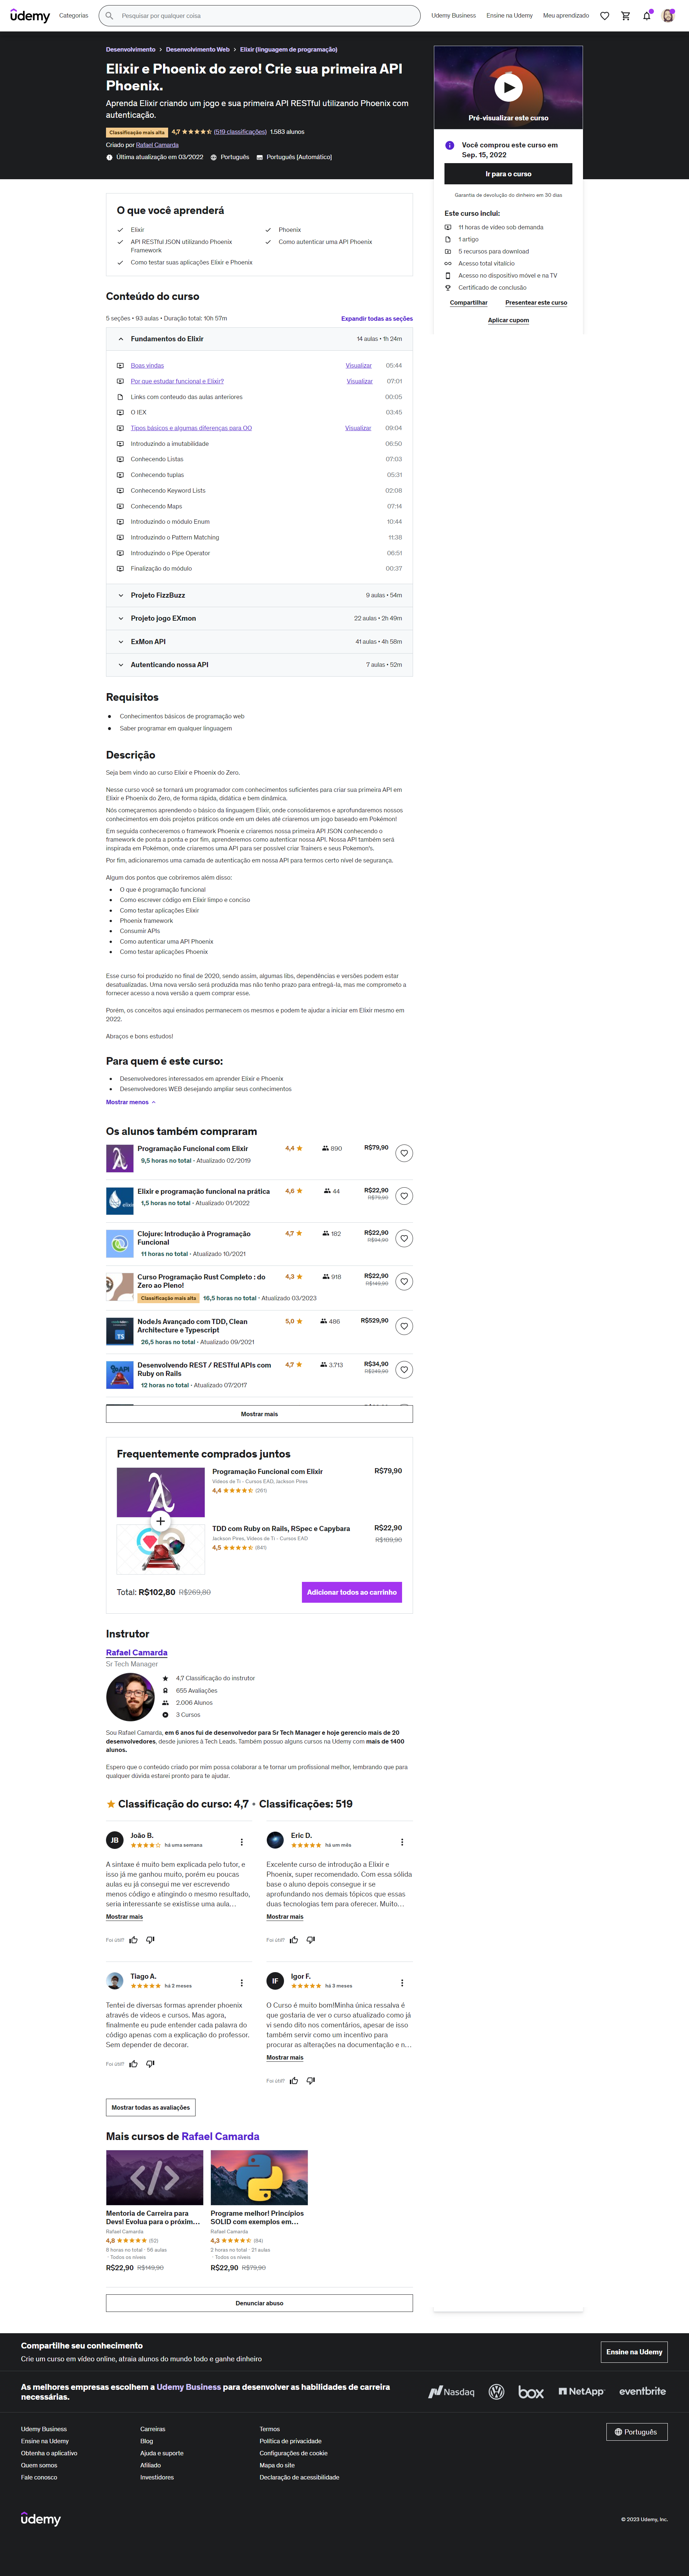 ûdemy
Categorias
Pesquisar por qualquer coisa
Udemy Business
Ensine na Udemy
Meu aprendizado
Desenvolvimento > Desenvolvimento Web > Elixir (linguagem de programação)
Elixir e Phoenix do zero! Crie sua primeira API
Phoenix.
Aprenda Elixir criando um jogo e sua primeira API RESTful utilizando Phoenix com
autenticação.
Classificação mais alta 4,7 (519 classificações) 1.583 alunos
Criado por Rafael Camarda
Última atualização em 03/2022 Português Português [Automático]
Pré-visualizar este curso
Você comprou este curso em
Sep. 15, 2022
Ir para o curso
Garantia de devolução do dinheiro em 30 dias
Este curso inclui:
11 horas de vídeo sob demanda
1 artigo
5 recursos para download
Acesso total vitalício
Acesso no dispositivo móvel e na TV
Certificado de conclusão
Compartilhar Presentear este curso
Aplicar cupom
O que você aprenderá
Elixir
Phoenix
API RESTful JSON utilizando Phoenix
Framework
Como autenticar uma API Phoenix
Como testar suas aplicações Elixir e Phoenix
Conteúdo do curso
5 seções • 93 aulas • Duração total: 10h 57m
Expandir todas as seções
Fundamentos do Elixir 14 aulas • 1h 24m
Boas vindas Visualizar 05:44
Por que estudar funcional e Elixir? Visualizar 07:01
Links com conteudo das aulas anteriores 00:05
O IEX 03:45
Tipos básicos e algumas diferenças para OO Visualizar 09:04
Introduzindo a imutabilidade 06:50
Conhecendo Listas 07:03
Conhecendo tuplas 05:31
Conhecendo Keyword Lists 02:08
Conhecendo Maps 07:14
Introduzindo o módulo Enum 10:44
Introduzindo o Pattern Matching 11:38
Introduzindo o Pipe Operator 06:51
Finalização do módulo 00:37
Projeto FizzBuzz 9 aulas • 54m
Projeto jogo EXmon 22 aulas • 2h 49m
ExMon API 41 aulas • 4h 58m
Autenticando nossa API 7 aulas • 52m
Requisitos
Conhecimentos básicos de programação web
Saber programar em qualquer linguagem
Descrição
Seja bem vindo ao curso Elixir e Phoenix do Zero.
Nesse curso você se tornará um programador com conhecimentos suficientes para criar sua primeira API em
Elixir e Phoenix do Zero, de forma rápida, didática e bem dinâmica.
Nós começaremos aprendendo o básico da linguagem Elixir, onde consolidaremos e aprofundaremos nossos
conhecimentos em dois projetos práticos onde em um deles até criaremos um jogo baseado em Pokémon!
Em seguida conheceremos o framework Phoenix e criaremos nossa primeira API JSON conhecendo o
framework de ponta a ponta e por fim, aprenderemos como autenticar nossa API. Nossa API também será
inspirada em Pokémon, onde criaremos uma API para ser possível criar Trainers e seus Pokemon's.
Por fim, adicionaremos uma camada de autenticação em nossa API para termos certo nível de segurança.
Algum dos pontos que cobriremos além disso:
O que é programação funcional
Como escrever código em Elixir limpo e conciso
Como testar aplicações Elixir
Phoenix framework
Consumir APIs
Como autenticar uma API Phoenix
Como testar aplicações Phoenix
Esse curso foi produzido no final de 2020, sendo assim, algumas libs, dependências e versões podem estar
desatualizadas. Uma nova versão será produzida mas não tenho prazo para entregá-la, mas me comprometo a
fornecer acesso a nova versão a quem comprar esse.
Porém, os conceitos aqui ensinados permanecem os mesmos e podem te ajudar a iniciar em Elixir mesmo em
2022.
Abraços e bons estudos!
Para quem é este curso:
Desenvolvedores interessados em aprender Elixir e Phoenix
Desenvolvedores WEB desejando ampliar seus conhecimentos
Mostrar menos
Os alunos também compraram
Programação Funcional com Elixir 4,4 890 R$79,90
9,5 horas no total • Atualizado 02/2019
Elixir e programação funcional na prática 4,6 44 R$22,90
R$79,90
1,5 horas no total • Atualizado 01/2022
Clojure: Introdução à Programação
Funcional 4,7 182 R$22,90
R$94,90
11 horas no total • Atualizado 10/2021
Curso Programação Rust Completo : do
Zero ao Pleno! 4,3 918 R$22,90
R$149,90
Classificação mais alta 16,5 horas no total • Atualizado 03/2023
NodeJs Avançado com TDD, Clean
Architecture e Typescript 5,0 486 R$529,90
26,5 horas no total • Atualizado 09/2021
Desenvolvendo REST / RESTful APIs com
Ruby on Rails 4,7 3.713 R$34,90
R$249,90
12 horas no total • Atualizado 07/2017
Mostrar mais
Frequentemente comprados juntos
Programação Funcional com Elixir R$79,90
Videos de Ti - Cursos EAD, Jackson Pires
4,4 (261)
TDD com Ruby on Rails, RSpec e Capybara R$22,90
Jackson Pires, Videos de Ti - Cursos EAD R$189,90
4,5 (841)
Total: R$102,80 R$269,80
Adicionar todos ao carrinho
Instrutor
Rafael Camarda
Sr Tech Manager
4,7 Classificação do instrutor
655 Avaliações
2.006 Alunos
3 Cursos
Sou Rafael Camarda, em 6 anos fui de desenvolvedor para Sr Tech Manager e hoje gerencio mais de 20
desenvolvedores, desde juniores à Tech Leads. Também possuo alguns cursos na Udemy com mais de 1400
alunos.
Espero que o conteúdo criado por mim possa colaborar a te tornar um profissional melhor, lembrando que para
qualquer dúvida estarei pronto para te ajudar.
Classificação do curso: 4,7 • Classificações: 519
JB
João B.
há uma semana
A sintaxe é muito bem explicada pelo tutor, e
isso já me ganhou muito, porém eu poucas
aulas eu já consegui me ver escrevendo
menos código e atingindo o mesmo resultado,
seria interessante se existisse uma aula…
Mostrar mais
Foi útil?
Eric D.
há um mês
Excelente curso de introdução a Elixir e
Phoenix, super recomendado. Com essa sólida
base o aluno depois consegue ir se
aprofundando nos demais tópicos que essas
duas tecnologias tem para oferecer. Muito…
Mostrar mais
Foi útil?
Tiago A.
há 2 meses
Tentei de diversas formas aprender phoenix
através de videos e cursos. Mas agora,
finalmente eu pude entender cada palavra do
código apenas com a explicação do professor.
Sem depender de decorar.
Foi útil?
IF
Igor F.
há 3 meses
O Curso é muito bom!Minha única ressalva é
que gostaria de ver o curso atualizado como já
vi sendo dito nos comentários, apesar de isso
também servir como um incentivo para
procurar as alterações na documentação e n…
Mostrar mais
Foi útil?
Mostrar todas as avaliações
Mais cursos de Rafael Camarda
Mentoria de Carreira para
Devs! Evolua para o próxim…
Rafael Camarda
4,8 (52)
8 horas no total • 56 aulas
• Todos os níveis
R$22,90 R$149,90
Programe melhor! Princípios
SOLID com exemplos em…
Rafael Camarda
4,3 (84)
2 horas no total • 21 aulas
• Todos os níveis
R$22,90 R$79,90
Denunciar abuso
Compartilhe seu conhecimento
Crie um curso em vídeo online, atraia alunos do mundo todo e ganhe dinheiro
Ensine na Udemy
As melhores empresas escolhem a Udemy Business para desenvolver as habilidades de carreira
necessárias.
Nasdaq
box
NetApp
eventbrite
Udemy Business
Ensine na Udemy
Obtenha o aplicativo
Quem somos
Fale conosco
Carreiras
Blog
Ajuda e suporte
Afiliado
Investidores
Termos
Política de privacidade
Configurações de cookie
Mapa do site
Declaração de acessibilidade
Português
ûdemy
© 2023 Udemy, Inc.